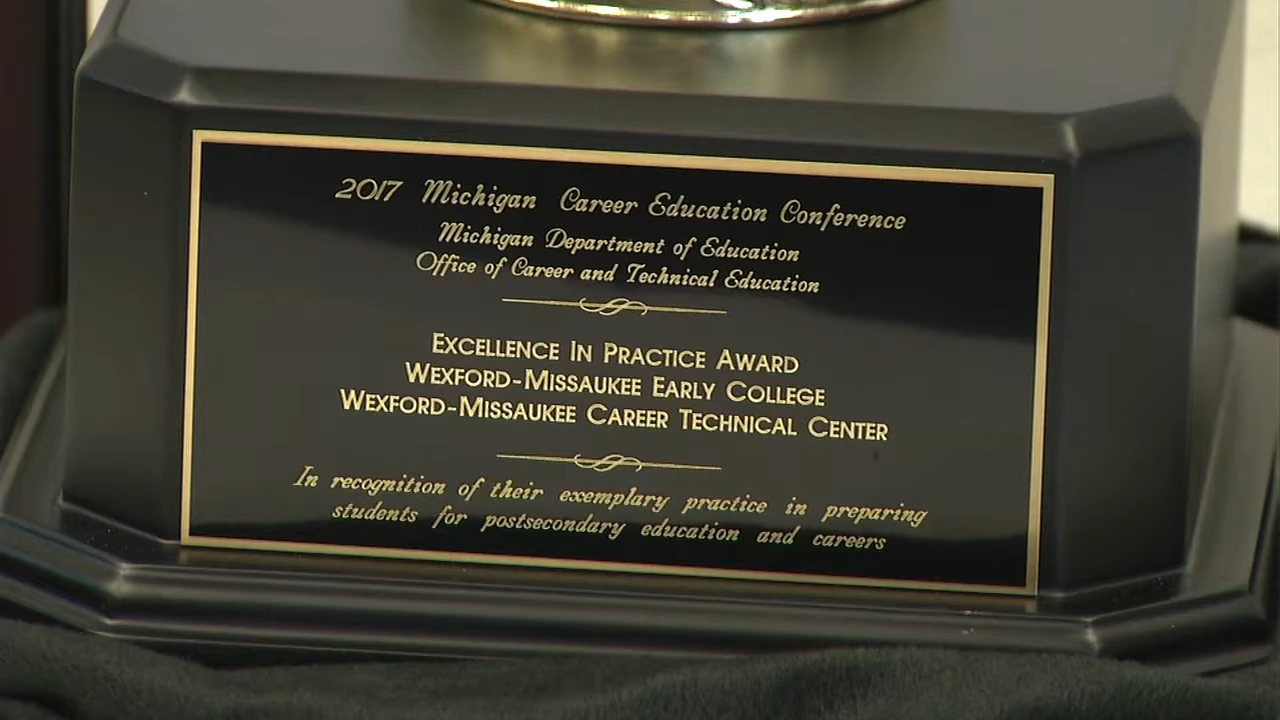 2017 Michigan Career Education Conference
Michigan Department of Education
Office of Career and Technical Education
EXCELLENCE IN PRACTICE AWARD
WEXFORD-MISSAUKEE EARLY COLLEGE
WEXFORD-MISSAUKEE CAREER TECHNICAL CENTER
In recognition of their exemplary practice in preparing
students for postsecondary education and careers